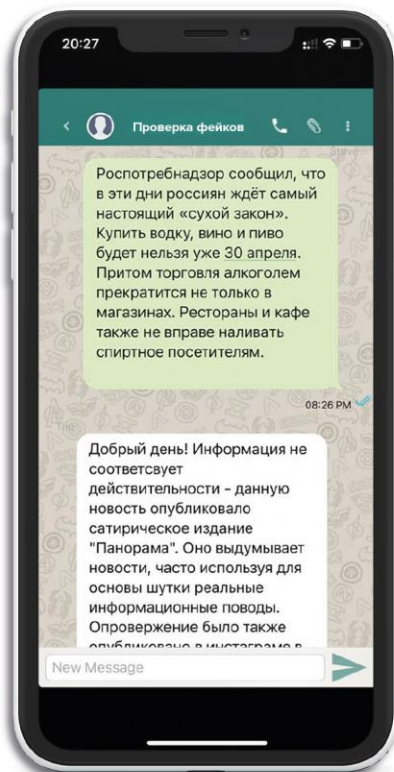 20:27
Проверка фейков
Steve
Роспотребнадзор сообщил, что
в эти дни россиян ждёт самый
настоящий «сухой закон».
Купить водку, вино и пиво
будет нельзя уже 30 апреля.
Притом торговля алкоголем
прекратится не только в
магазинах. Рестораны и кафе
также не вправе наливать
спиртное посетителям.
08:26 PM
Добрый день! Информация не
соответсвует
действительности - данную
новость опубликовало
сатирическое издание
"Панорама". Оно выдумывает
новости, часто используя для
основы шутки реальные
информационные поводы.
Опровержение было также
опубликовано в инстаграме в
New Message